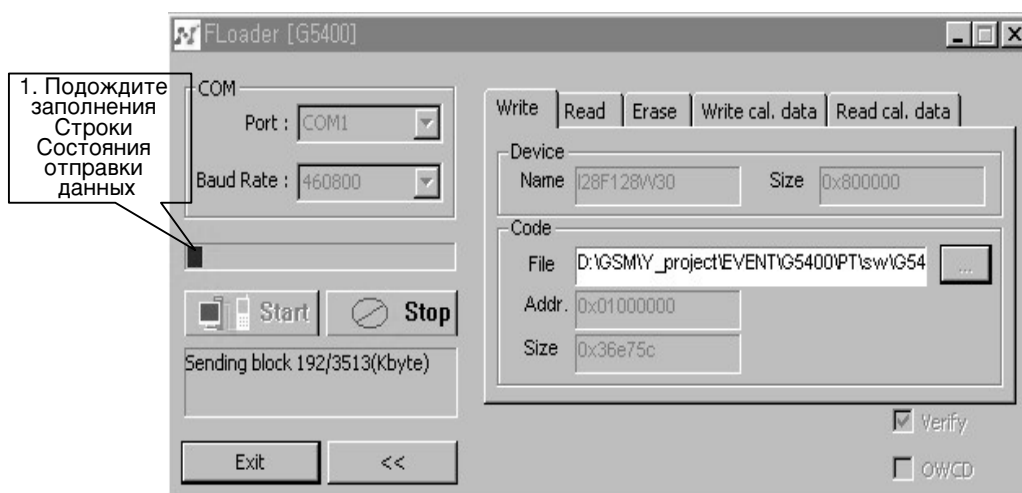 FLoader [G5400]
1. Подождите
заполнения
Строки
Состояния
отправки
данных
COM
Port : COM1
Baud Rate : 460800
Start
Stop
Sending block 192/3513(Kbyte)
Exit
<<
Write Read Erase Write cal. data Read cal. data
Device
Name I28F128W30 Size 0x800000
Code
File D:\GSM\Y_project\EVENT\G5400\PT\sw\G54 ...
Addr. 0x01000000
Size 0x36e75c
Verify
OWCD